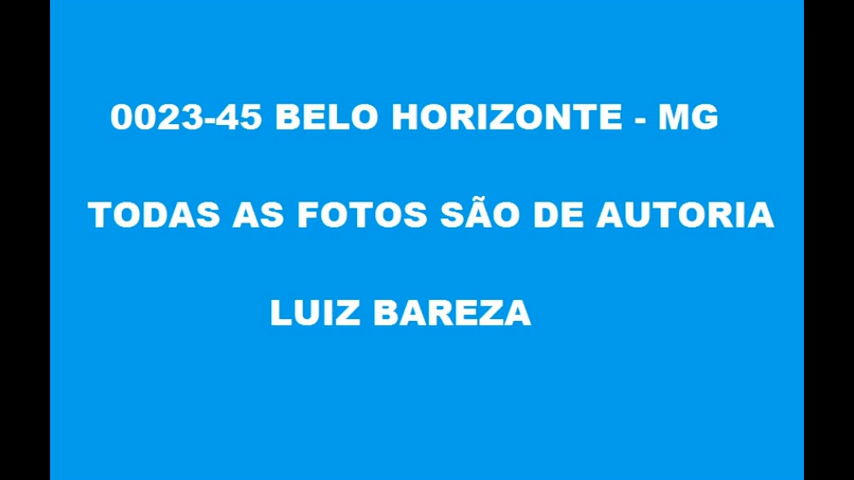 0023-45 BELO HORIZONTE - MG
TODAS AS FOTOS SÃO DE AUTORIA
LUIZ BAREZA